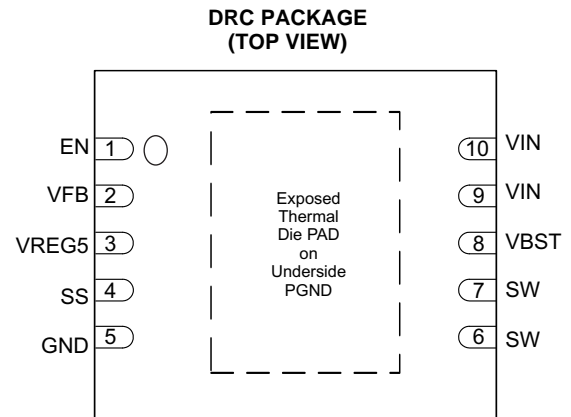 DRC PACKAGE
(TOP VIEW)
EN 1
VFB 2
VREG5 3
SS 4
GND 5
Exposed
Thermal
Die PAD
on
Underside
PGND
10 VIN
9 VIN
8 VBST
7 SW
6 SW